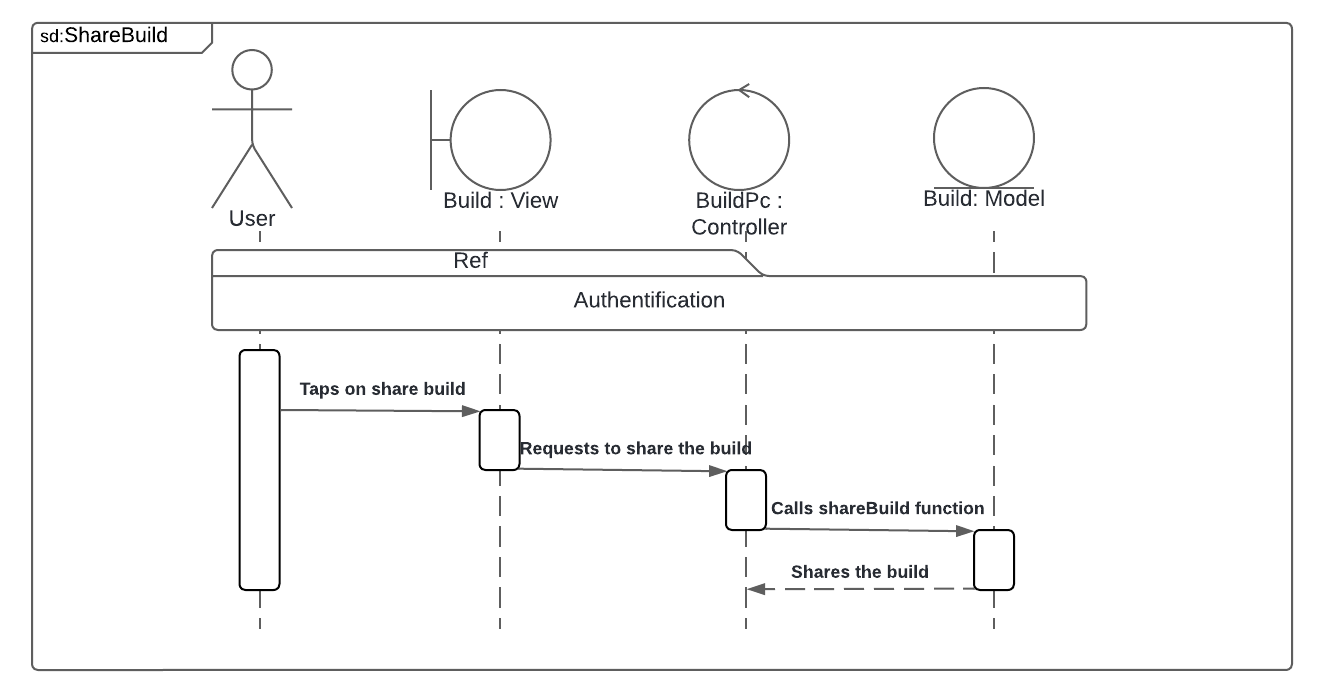 sd:ShareBuild
User
Build : View
BuildPc :
Controller
Build: Model
Ref
Authentification
Taps on share build
Requests to share the build
Calls shareBuild function
Shares the build